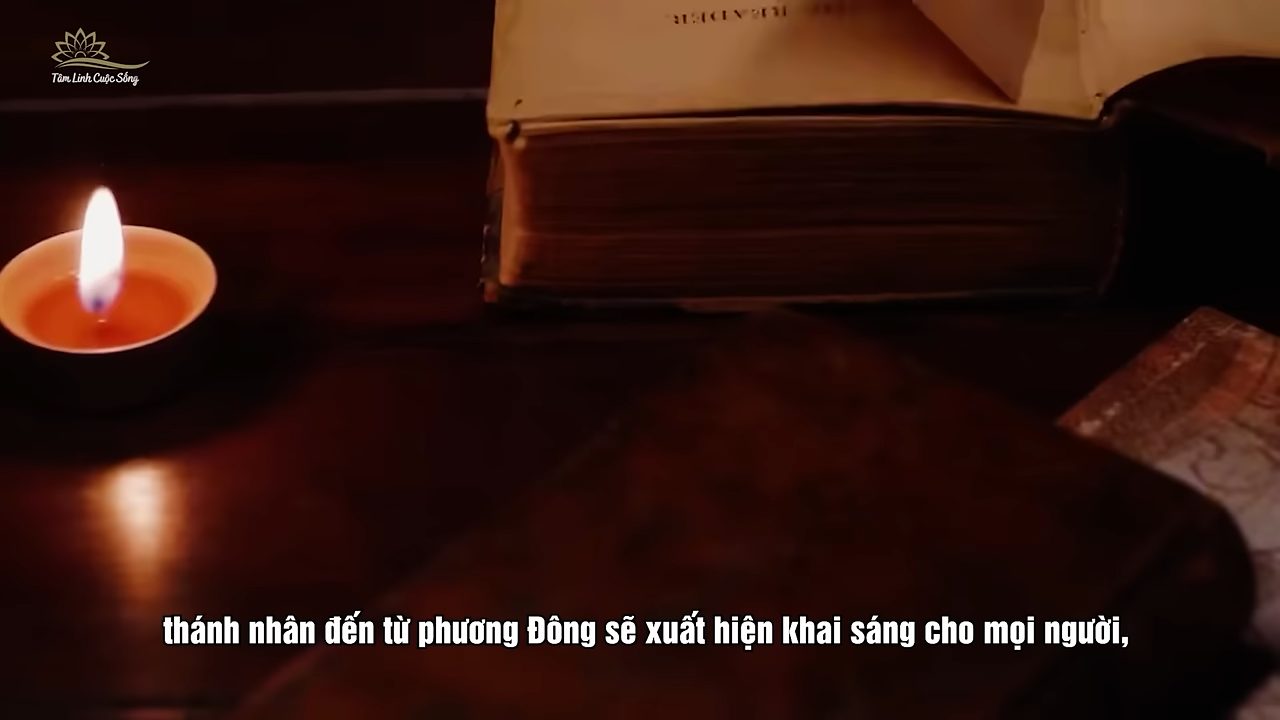 Tâm Linh Cuộc Sống
thánh nhân đến từ phương Đông sẽ xuất hiện khai sáng cho mọi người,